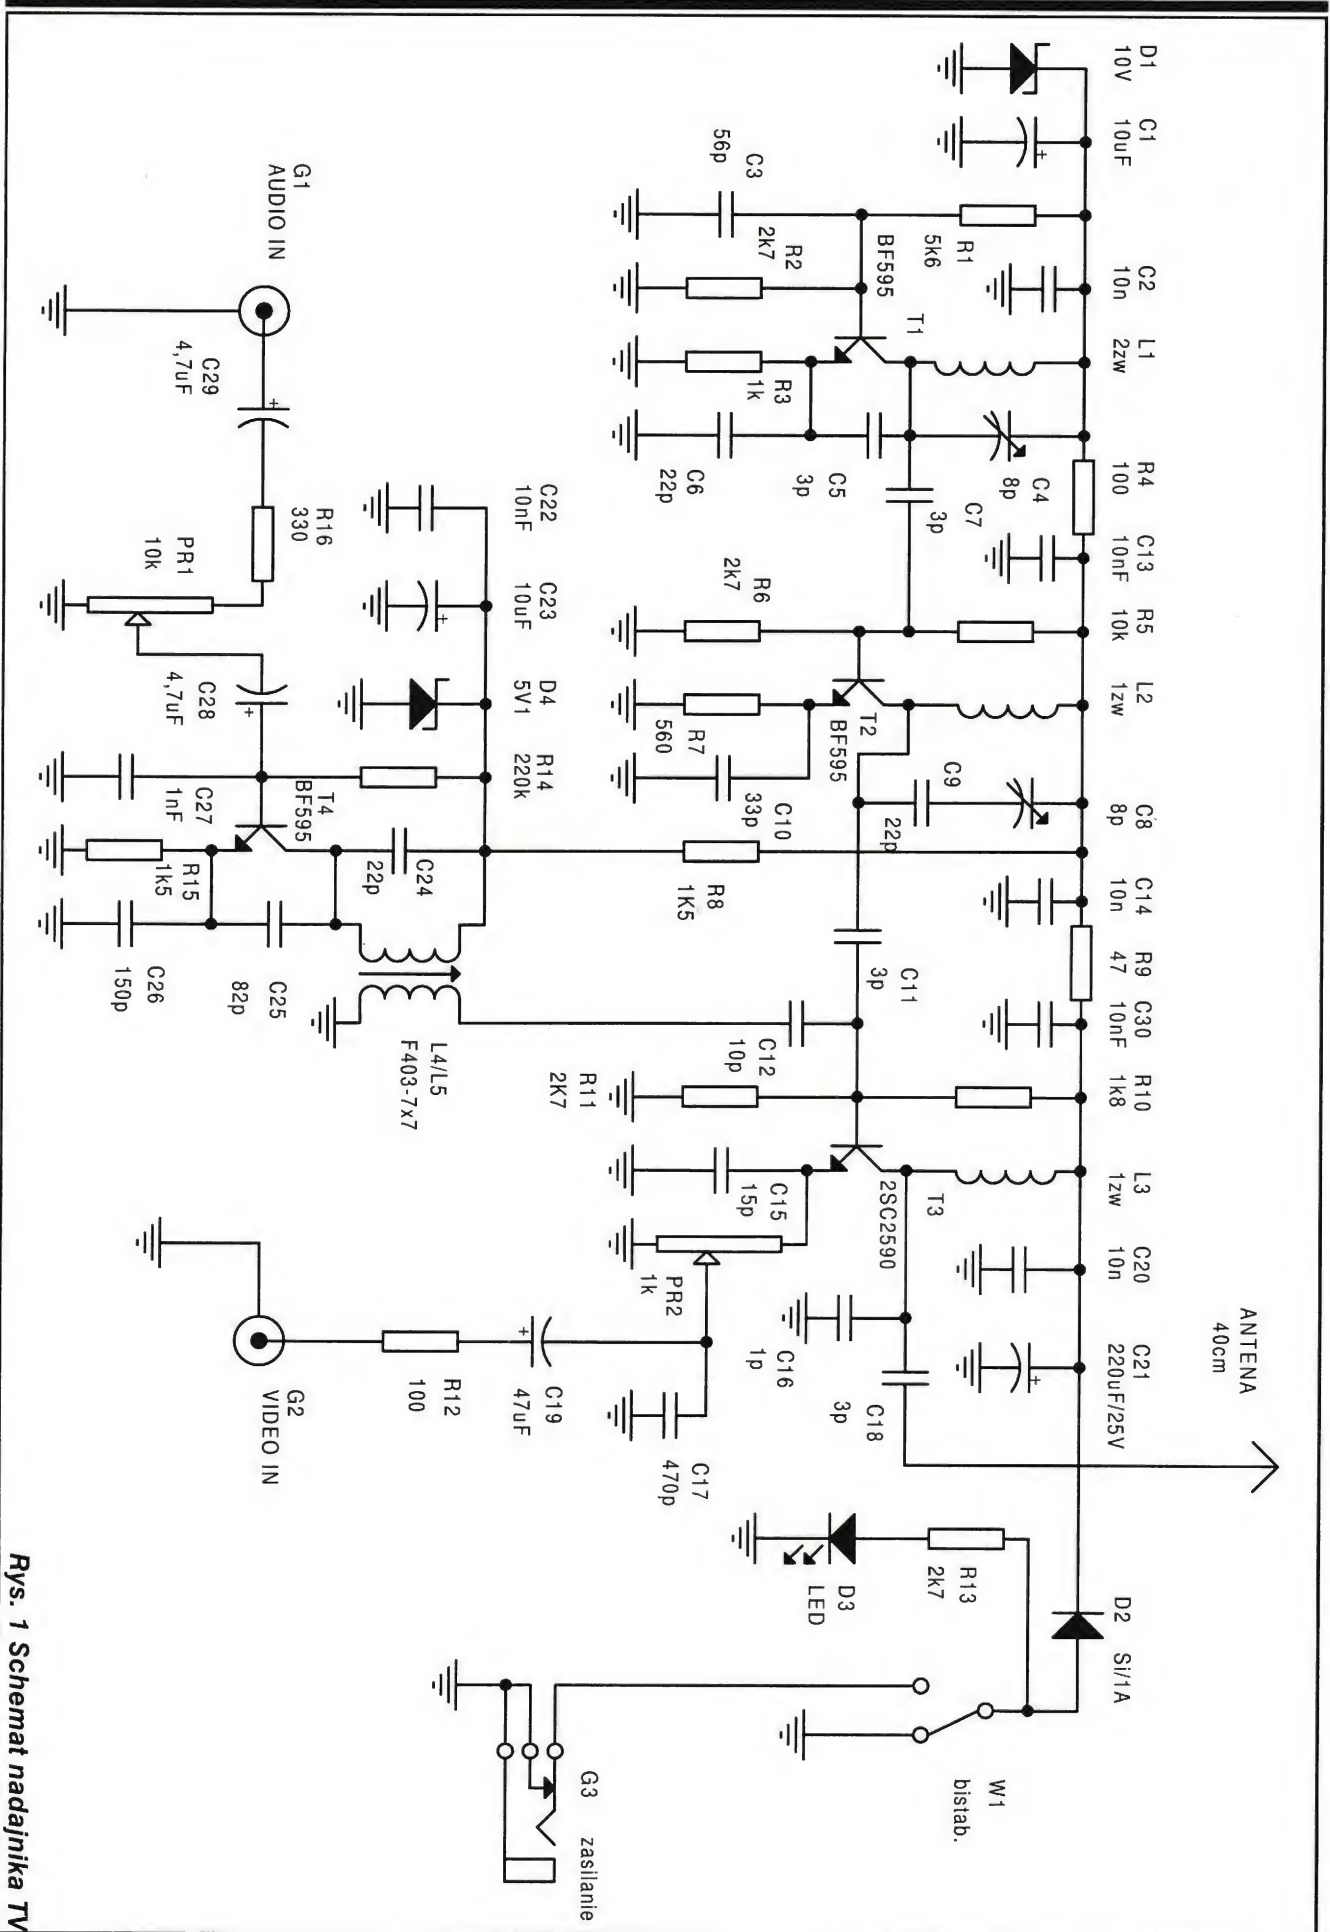 D1
10V
C1
10uF
C2
10n
L1
2zw
R4
100
C13
10nF
R5
10k
L2
1zw
C8
8p
C14
10n
R9
47
C30
10nF
R10
1k8
L3
1zw
C20
10n
C21
220uF/25V
ANTENA
40cm
D2 Si/1A
R1
5k6
C4
8p
C3
56p
R2
2k7
BF595
T1
R3
1k
C5
3p
C6
22p
C7
3p
R6
2k7
T2
BF595
R7
560
C9
22p
C10
33p
R8
1K5
C11
3p
C12
10p
R11
2K7
T3
2SC2590
C15
15p
PR2
1k
C16
1p
C18
3p
C17
470p
C19
47uF
R12
100
G2
VIDEO IN
R13
2k7
D3
LED
W1
bistab.
G3 zasilanie
G1
AUDIO IN
C29
4,7uF
R16
330
PR1
10k
C28
4,7uF
C22
10nF
C23
10uF
D4
5V1
R14
220k
C27
1nF
T4
BF595
R15
1k5
C24
22p
C25
82p
C26
150p
L4/L5
F403-7x7
Rys. 1 Schemat nadajnika TV